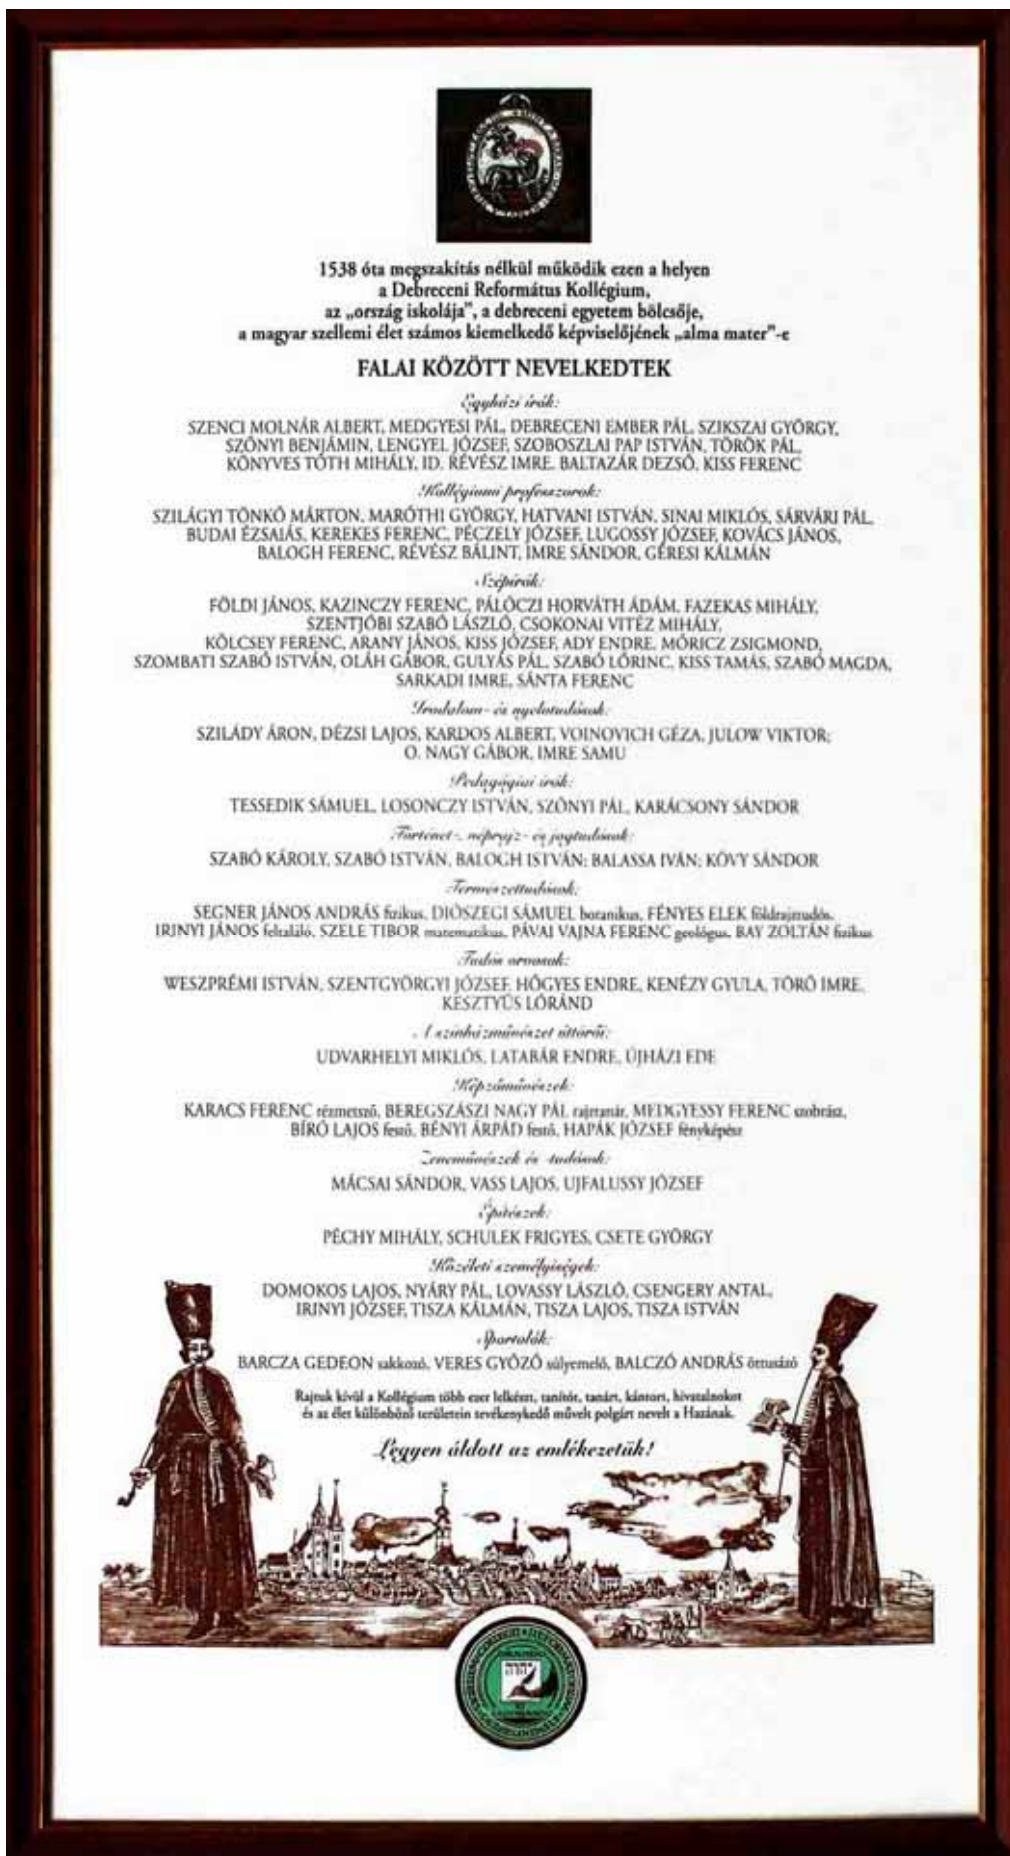 1538 óta megszakítás nélkül működik ezen a helyen
a Debreceni Református Kollégium,
az „ország iskolája”, a debreceni egyetem bölcsője,
a magyar szellemi élet számos kiemelkedő képviselőjének „alma mater”-e
FALAI KÖZÖTT NEVELKEDTEK
Egyházi írók:
SZENCI MOLNÁR ALBERT, MEDGYESI PÁL, DEBRECENI EMBER PÁL, SZIKSZAI GYÖRGY,
SZŐNYI BENJÁMIN, LENGYEL JÓZSEF, SZOBOSZLAI PAP ISTVÁN, TÖRÖK PÁL,
KÖNYVES TÓTH MIHÁLY, ID. RÉVÉSZ IMRE, BALTAZÁR DEZSŐ, KISS FERENC
Kollégiumi professzorok:
SZILÁGYI TÖNKŐ MÁRTON, MARÓTHI GYÖRGY, HATVANI ISTVÁN, SINAI MIKLÓS, SÁRVÁRI PÁL,
BUDAI ÉZSAIÁS, KEREKES FERENC, PÉCZELY JÓZSEF, LUGOSSY JÓZSEF, KOVÁCS JÁNOS,
BALOGH FERENC, RÉVÉSZ BÁLINT, IMRE SÁNDOR, GÉRESI KÁLMÁN
Szépírók:
FÖLDI JÁNOS, KAZINCZY FERENC, PÁLÓCZI HORVÁTH ÁDÁM, FAZEKAS MIHÁLY,
SZENTJÓBI SZABÓ LÁSZLÓ, CSOKONAI VITÉZ MIHÁLY,
KÖLCSEY FERENC, ARANY JÁNOS, KISS JÓZSEF, ADY ENDRE, MÓRICZ ZSIGMOND,
SZOMBATI SZABÓ ISTVÁN, OLÁH GÁBOR, GULYÁS PÁL, SZABÓ LŐRINC, KISS TAMÁS, SZABÓ MAGDA,
SARKADI IMRE, SÁNTA FERENC
Irodalom- és nyelvtudósok:
SZILÁDY ÁRON, DÉZSI LAJOS, KARDOS ALBERT, VOINOVICH GÉZA, JULOW VIKTOR;
O. NAGY GÁBOR, IMRE SAMU
Pedagógiai írók:
TESSEDIK SÁMUEL, LOSONCZY ISTVÁN, SZŐNYI PÁL, KARÁCSONY SÁNDOR
Történet-, néprajz- és jogtudósok:
SZABÓ KÁROLY, SZABÓ ISTVÁN, BALOGH ISTVÁN; BALASSA IVÁN; KÖVY SÁNDOR
Természettudósok:
SEGNER JÁNOS ANDRÁS fizikus, DIÓSZEGI SÁMUEL botanikus, FÉNYES ELEK földrajztudós,
IRINYI JÁNOS feltaláló, SZELE TIBOR matematikus, PÁVAI VAJNA FERENC geológus, BAY ZOLTÁN fizikus
Tudós orvosok:
WESZPRÉMI ISTVÁN, SZENTGYÖRGYI JÓZSEF, HŐGYES ENDRE, KENÉZY GYULA, TÖRŐ IMRE,
KESZTYŰS LÓRÁND
A színházművészet úttörői:
UDVARHELYI MIKLÓS, LATABÁR ENDRE, ÚJHÁZI EDE
Képzőművészek:
KARACS FERENC rézmetsző, BEREGSZÁSZI NAGY PÁL rajztanár, MEDGYESSY FERENC szobrász,
BÍRÓ LAJOS festő, BÉNYI ÁRPÁD festő, HAPÁK JÓZSEF fényképész
Zeneművészek és -tudósok:
MÁCSAI SÁNDOR, VASS LAJOS, UJFALUSSY JÓZSEF
Építészek:
PÉCHY MIHÁLY, SCHULEK FRIGYES, CSETE GYÖRGY
Közéleti személyiségek:
DOMOKOS LAJOS, NYÁRY PÁL, LOVASSY LÁSZLÓ, CSENGERY ANTAL,
IRINYI JÓZSEF, TISZA KÁLMÁN, TISZA LAJOS, TISZA ISTVÁN
Sportolók:
BARCZA GEDEON sakkozó, VERES GYŐZŐ súlyemelő, BALCZÓ ANDRÁS öttusázó
Rajtuk kívül a Kollégium több ezer lelkészt, tanítót, tanárt, kántort, hivatalnokot
és az élet különböző területein tevékenykedő művelt polgárt nevelt a Hazának.
Legyen áldott az emlékezetük!